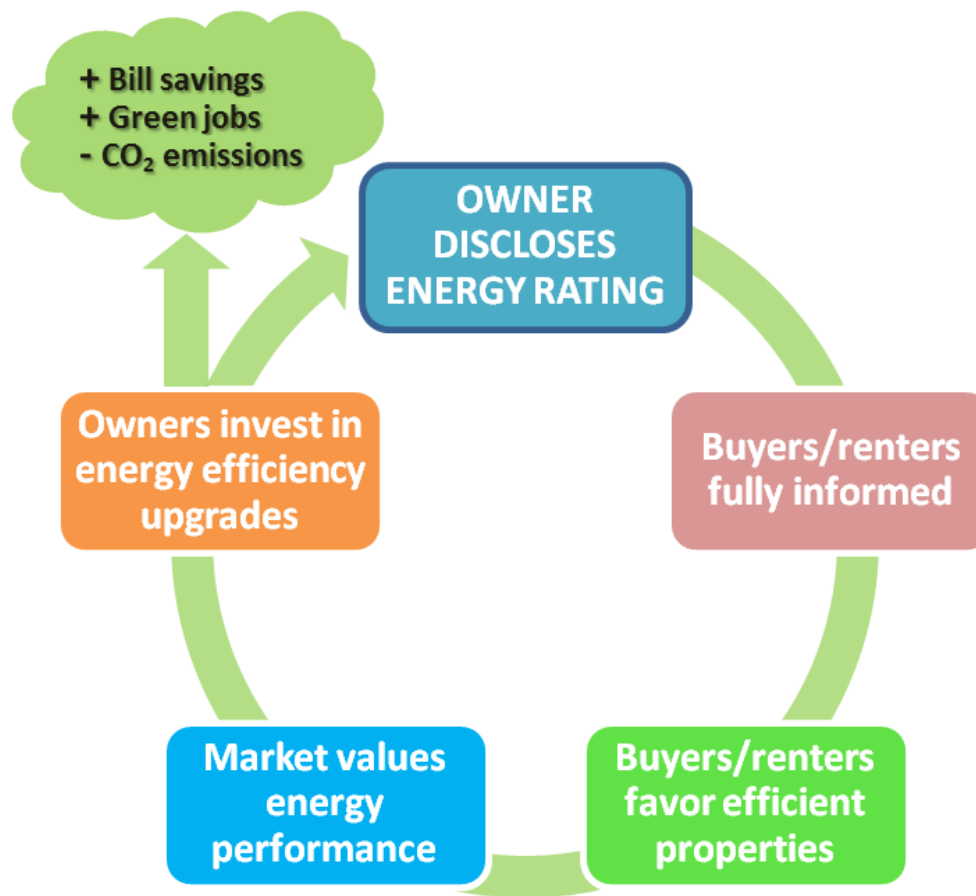 + Bill savings
+ Green jobs
- CO₂ emissions
OWNER
DISCLOSES
ENERGY RATING
Buyers/renters
fully informed
Buyers/renters
favor efficient
properties
Market values
energy
performance
Owners invest in
energy efficiency
upgrades